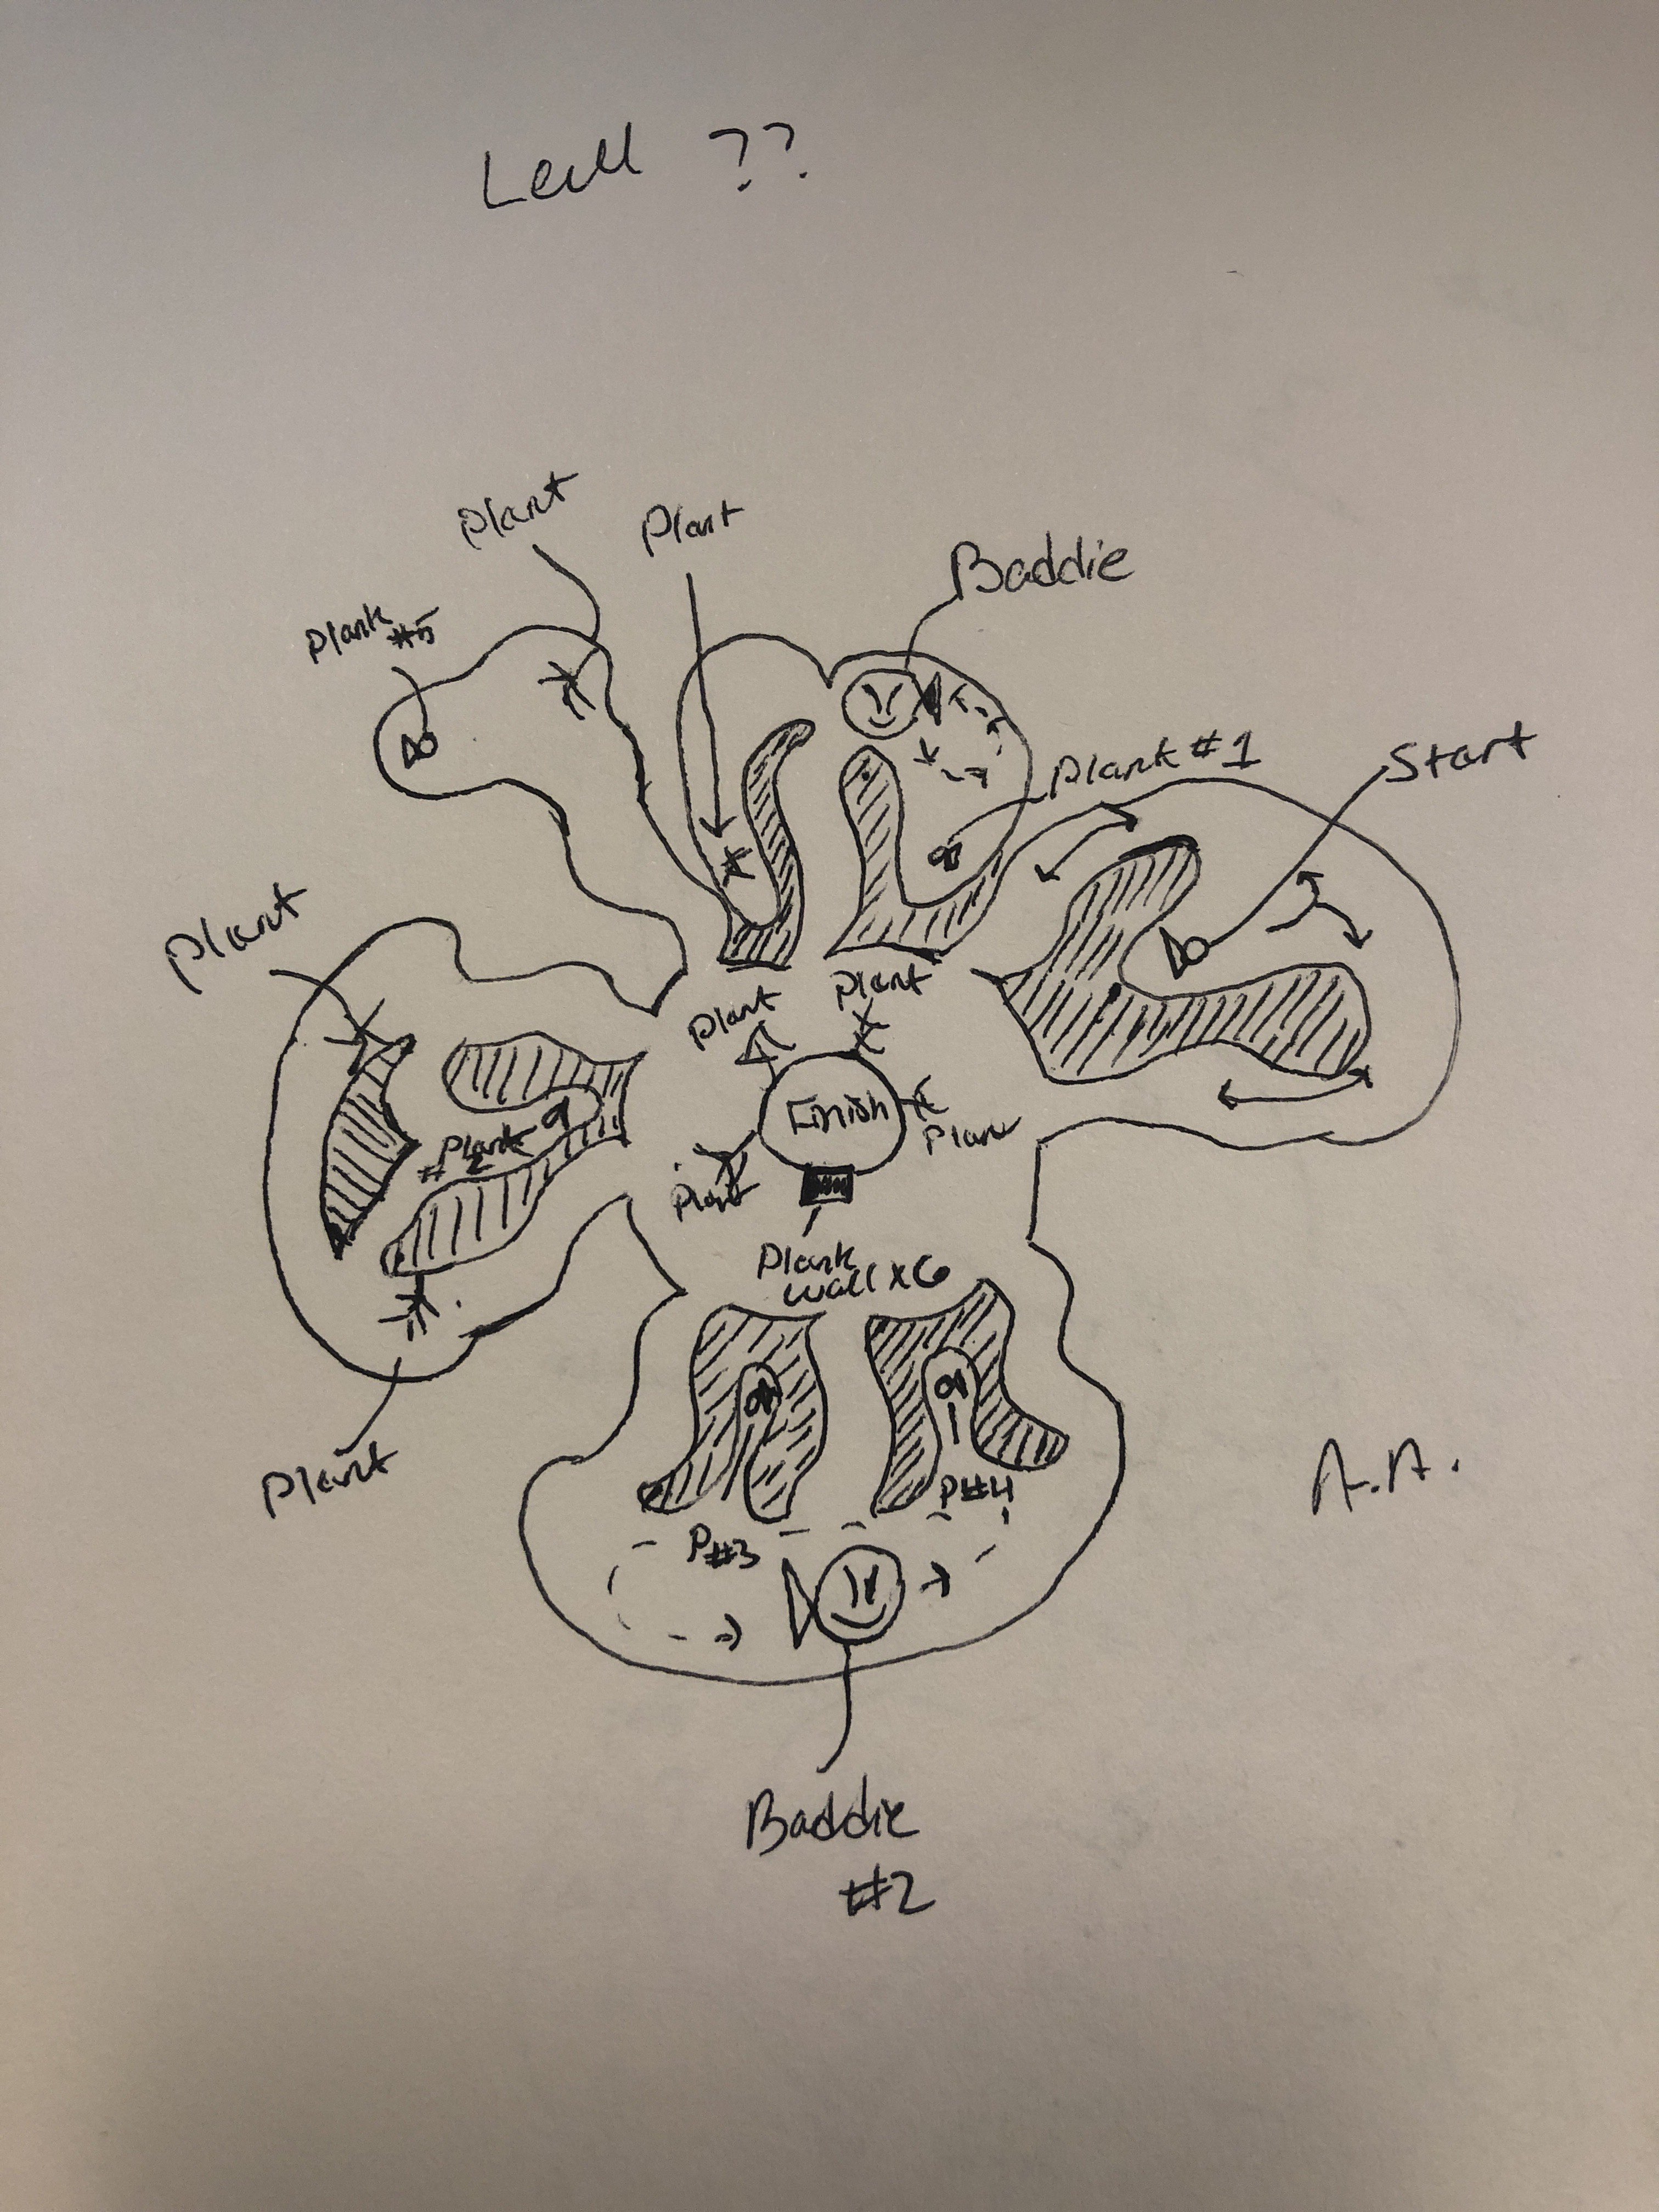 Level ??
Plant
Plant
Baddie
Plank
#5
Plank #1
Start
Plant
Plant
Plant
Finish
Plant
Plank
#2
Plant
Plank
Wall x6
Plant
P#4
P#3
A.A.
Baddie
#2